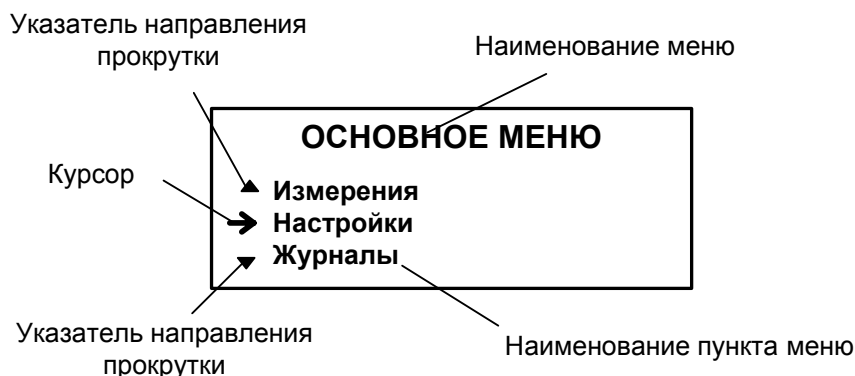 Указатель направления
прокрутки
Наименование меню
ОСНОВНОЕ МЕНЮ
Курсор
Измерения
Настройки
Журналы
Указатель направления
прокрутки
Наименование пункта меню